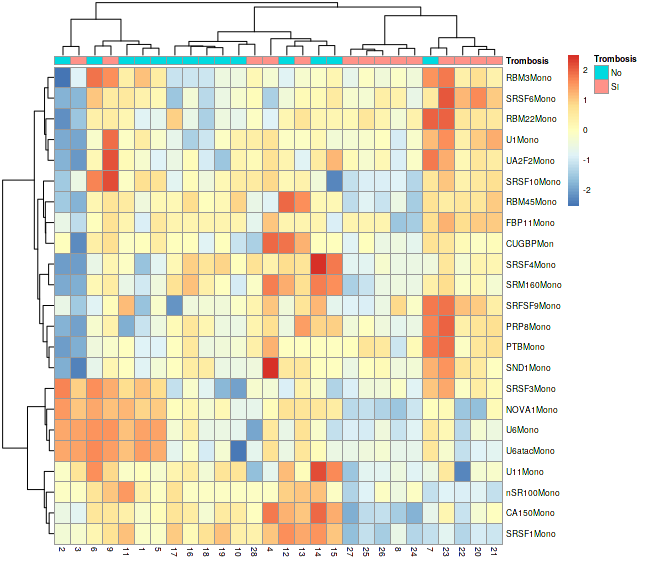 Trombosis
RBM3Mono
SRSF6Mono
RBM22Mono
U1Mono
UA2F2Mono
SRSF10Mono
RBM45Mono
FBP11Mono
CUGBPMon
SRSF4Mono
SRM160Mono
SRFSF9Mono
PRP8Mono
PTBMono
SND1Mono
SRSF3Mono
NOVA1Mono
U6Mono
U6atacMono
U11Mono
nSR100Mono
CA150Mono
SRSF1Mono
2 3 6 9 11 1 5 17 16 18 19 10 28 4 12 13 14 15 27 25 26 8 24 7 23 22 20 21
2
1
0
-1
-2
Trombosis
No
SI